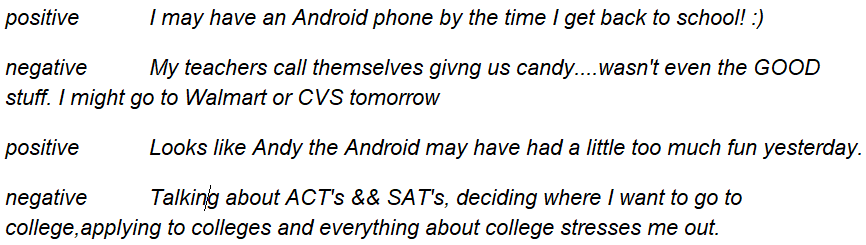 positive I may have an Android phone by the time I get back to school! :)
negative My teachers call themselves givng us candy....wasn't even the GOOD
stuff. I might go to Walmart or CVS tomorrow
positive Looks like Andy the Android may have had a little too much fun yesterday.
negative Talking about ACT's && SAT's, deciding where I want to go to
college,applying to colleges and everything about college stresses me out.